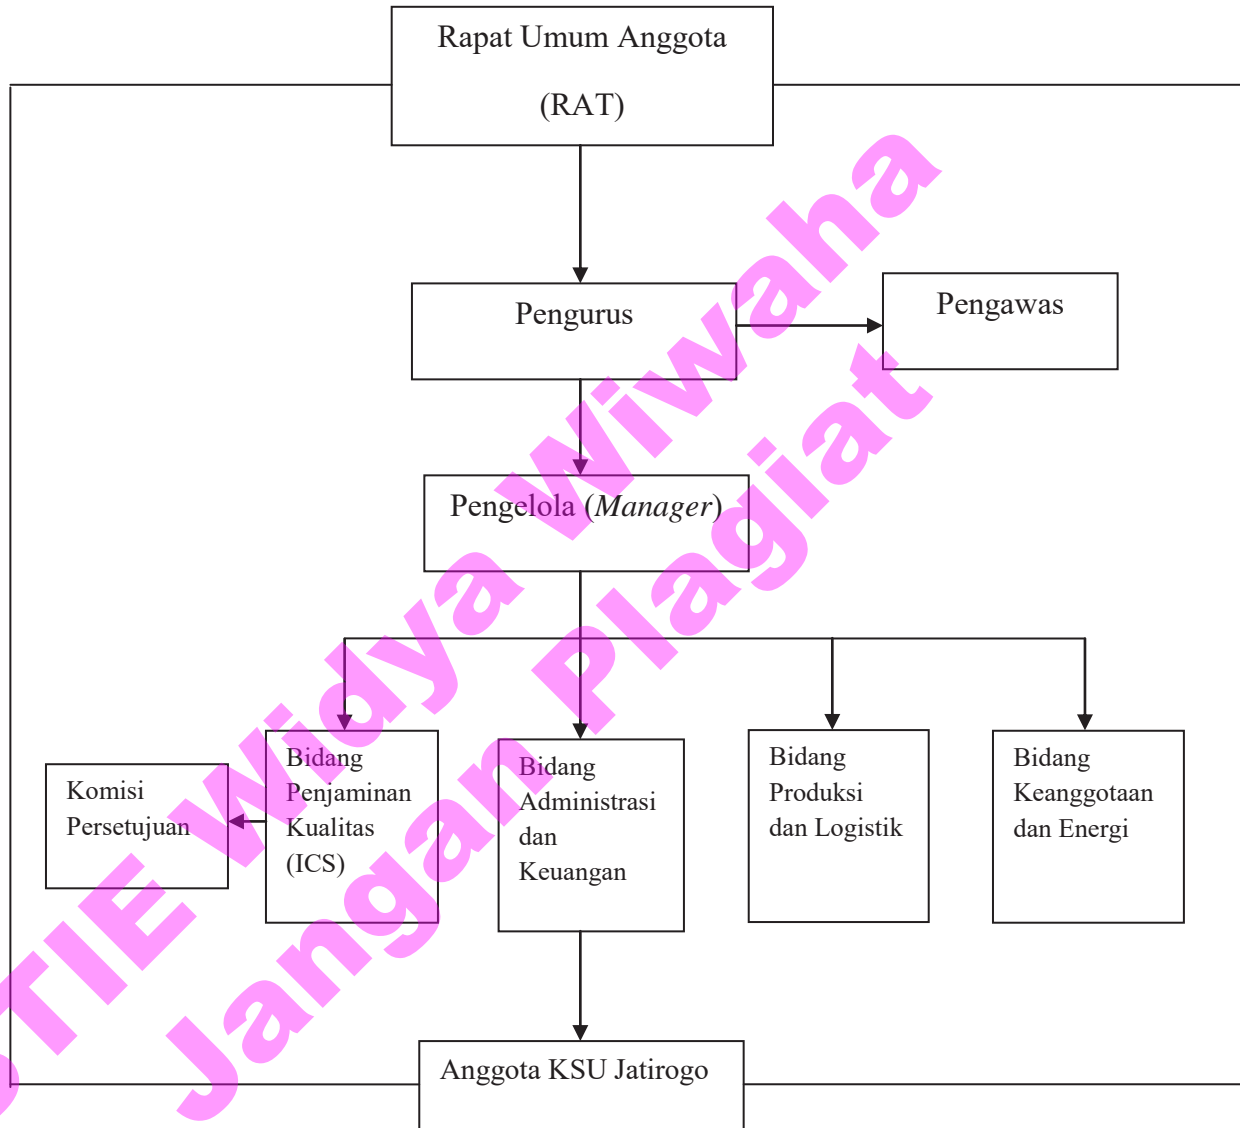 Rapat Umum Anggota
(RAT)
Pengurus
Pengawas
Pengelola (Manager)
Komisi
Persetujuan
Bidang
Penjaminan
Kualitas
(ICS)
Bidang
Administrasi
dan
Keuangan
Bidang
Produksi
dan Logistik
Bidang
Keanggotaan
dan Energi
Anggota KSU Jatirogo
STIE Widya Wiwaha
Jangan Plagiat